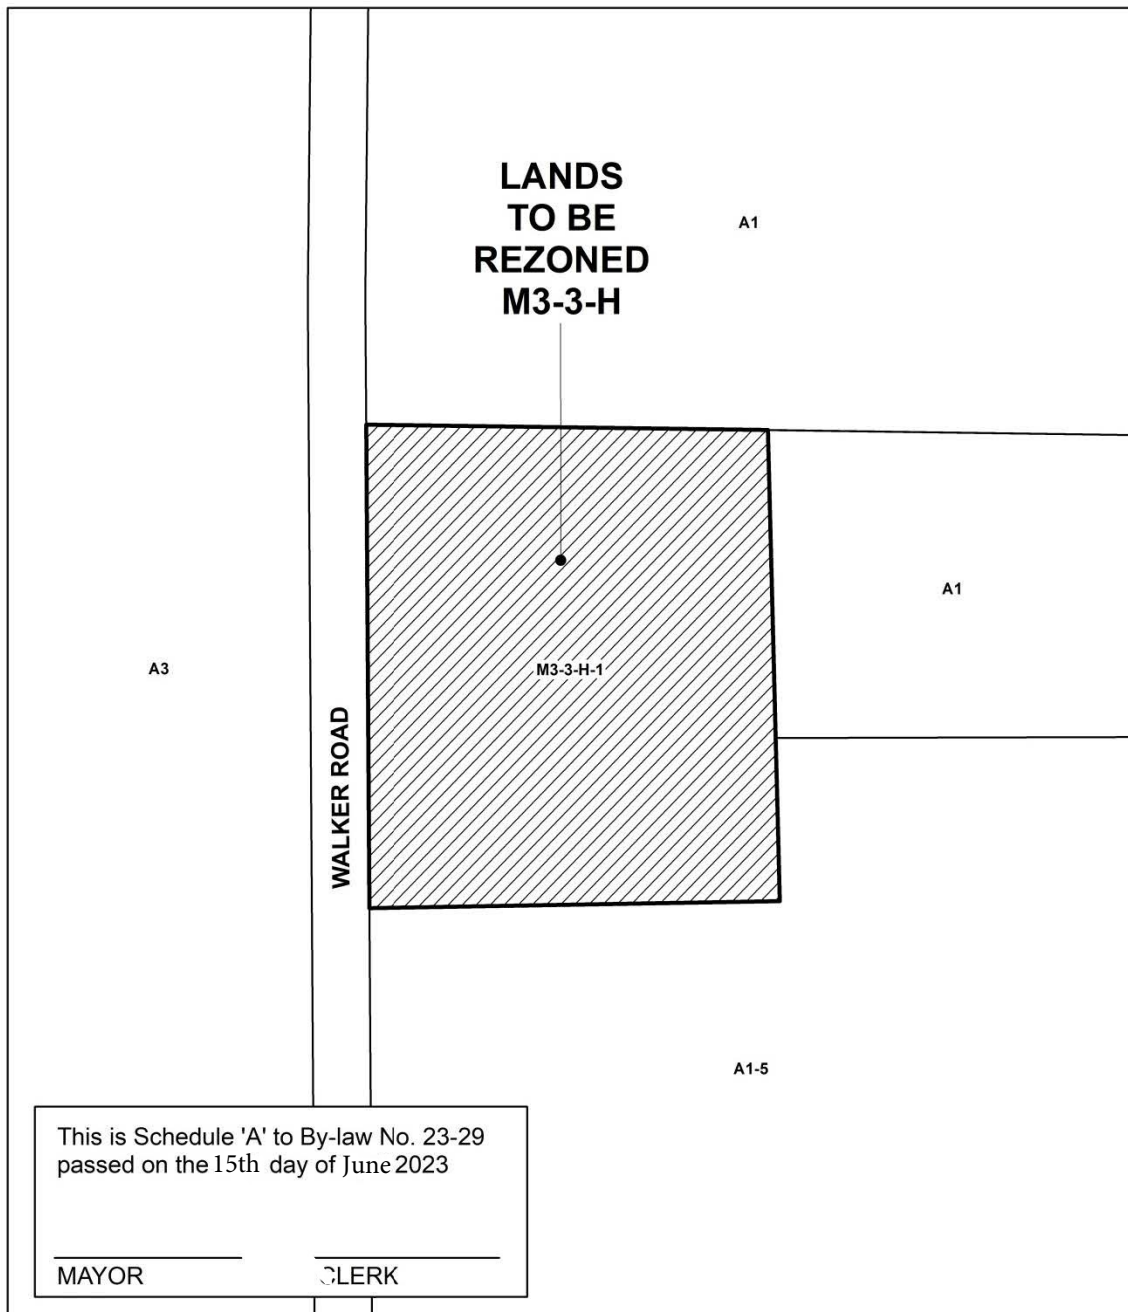 LANDS
TO BE
REZONED
M3-3-H
A1
A1
A3
M3-3-H-1
WALKER ROAD
A1-5
This is Schedule 'A' to By-law No. 23-29
passed on the 15th day of June 2023
MAYOR
CLERK